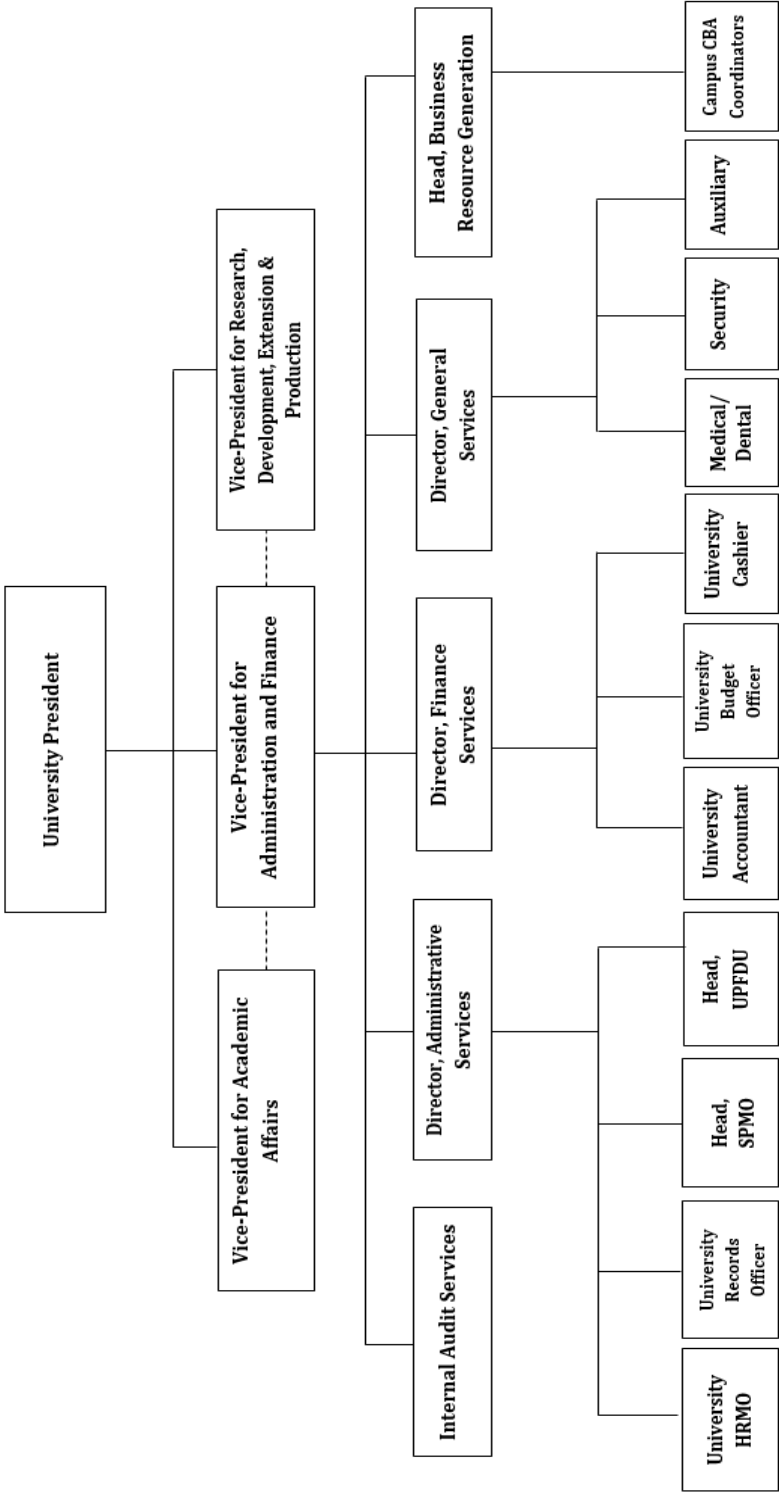 University President
Vice-President for Academic
Affairs
Vice-President for
Administration and Finance
Vice-President for Research,
Development, Extension &
Production
Internal Audit Services
Director, Administrative
Services
Director, Finance
Services
Director, General
Services
Head, Business
Resource Generation
University
HRMO
University
Records
Officer
Head,
SPMO
Head,
UPFDU
University
Accountant
University
Budget
Officer
University
Cashier
Medical/
Dental
Security
Auxiliary
Campus CBA
Coordinators